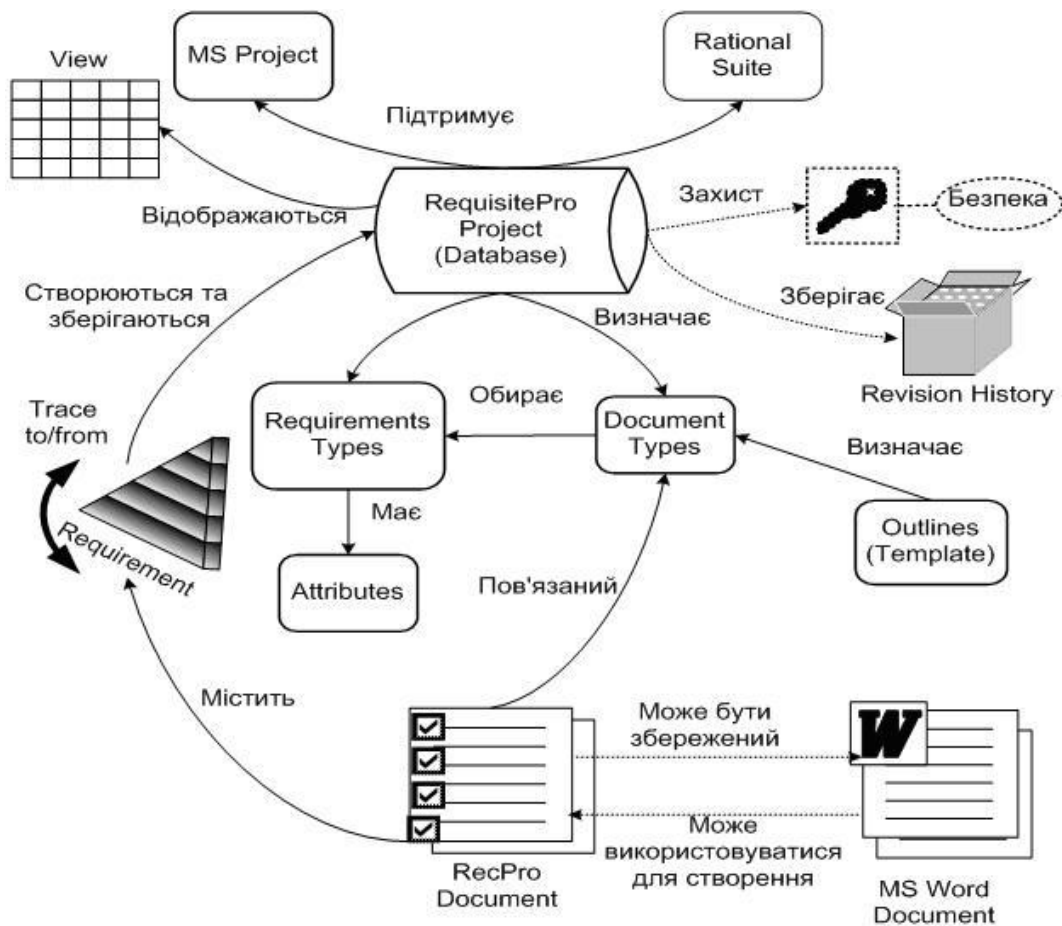 View
MS Project
Rational
Suite
Підтримує
Відображаються
RequisitePro
Project
(Database)
Захист
Безпека
Створюються та
зберігаються
Визначає
Зберігає
Revision History
Trace
to/from
Requirements
Types
Обирає
Document
Types
Визначає
Requirement
Має
Outlines
(Template)
Attributes
Пов'язаний
Містить
Може бути
збережений
W
Може
використовуватися
для створення
RecPro
Document
MS Word
Document